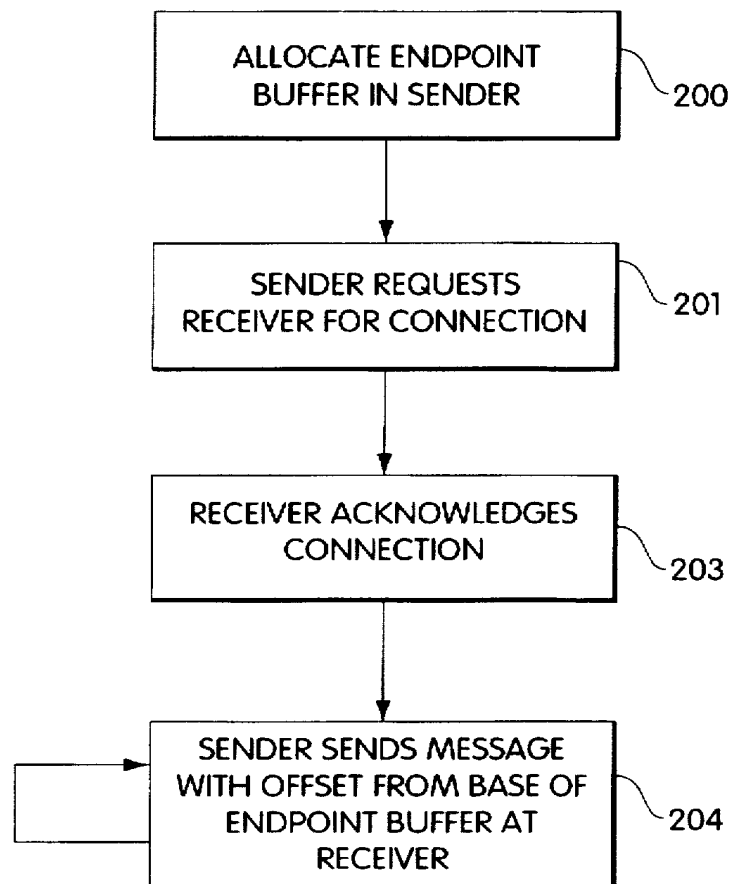 ALLOCATE ENDPOINT
BUFFER IN SENDER
200
SENDER REQUESTS
RECEIVER FOR CONNECTION
201
RECEIVER ACKNOWLEDGES
CONNECTION
203
SENDER SENDS MESSAGE
WITH OFFSET FROM BASE OF
ENDPOINT BUFFER AT
RECEIVER
204